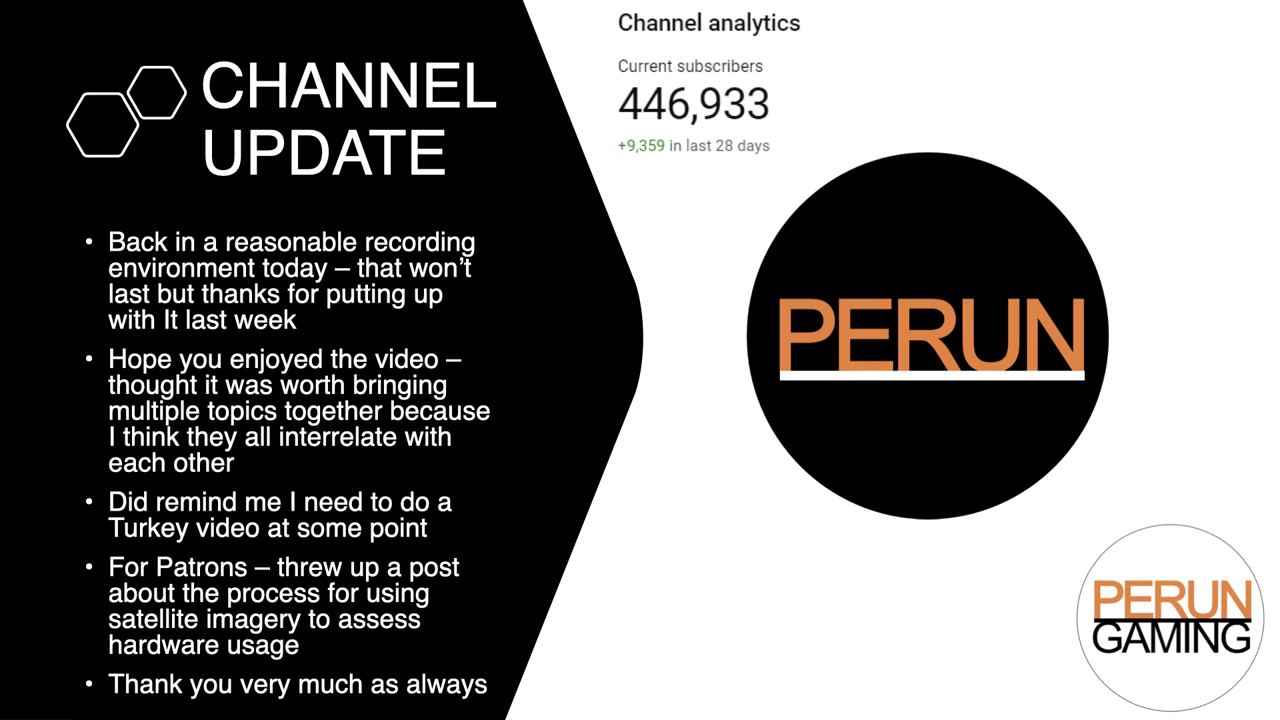 CHANNEL
UPDATE
• Back in a reasonable recording
environment today – that won't
last but thanks for putting up
with It last week
• Hope you enjoyed the video –
thought it was worth bringing
multiple topics together because
I think they all interrelate with
each other
• Did remind me I need to do a
Turkey video at some point
• For Patrons – threw up a post
about the process for using
satellite imagery to assess
hardware usage
• Thank you very much as always
Channel analytics
Current subscribers
446,933
+9,359 in last 28 days
PERUN
PERUN
GAMING